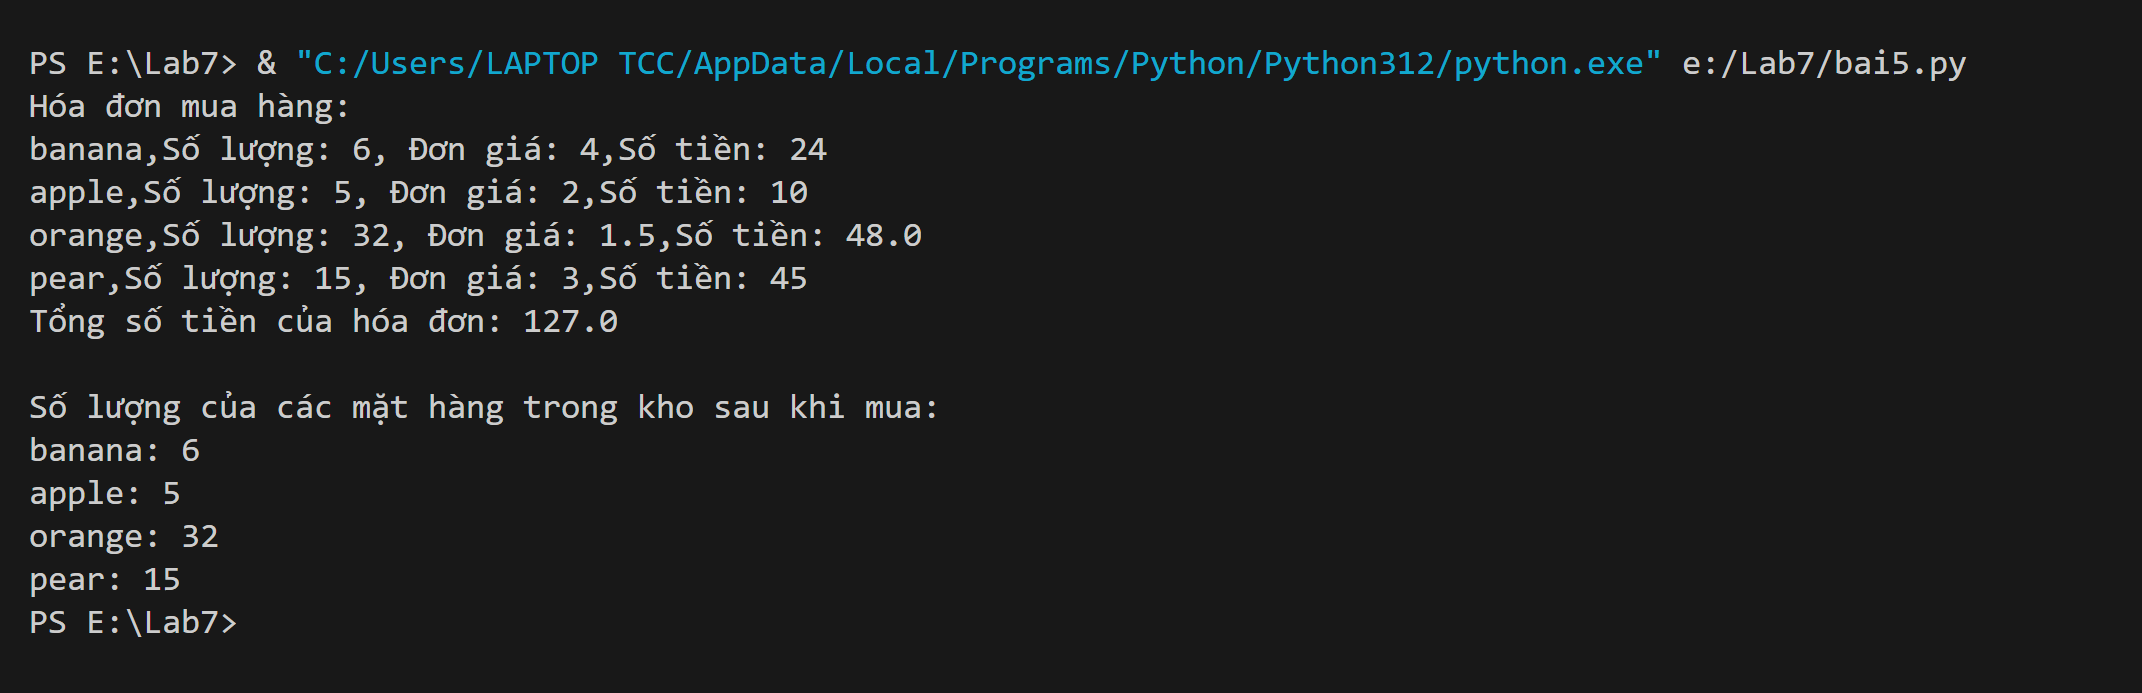 PS E:\Lab7> & "C:/Users/LAPTOP TCC/AppData/Local/Programs/Python/Python312/python.exe" e:/Lab7/bai5.py
Hóa đơn mua hàng:
banana,Số lượng: 6, Đơn giá: 4,Số tiền: 24
apple,Số lượng: 5, Đơn giá: 2,Số tiền: 10
orange,Số lượng: 32, Đơn giá: 1.5,Số tiền: 48.0
pear,Số lượng: 15, Đơn giá: 3,Số tiền: 45
Tổng số tiền của hóa đơn: 127.0
Số lượng của các mặt hàng trong kho sau khi mua:
banana: 6
apple: 5
orange: 32
pear: 15
PS E:\Lab7>